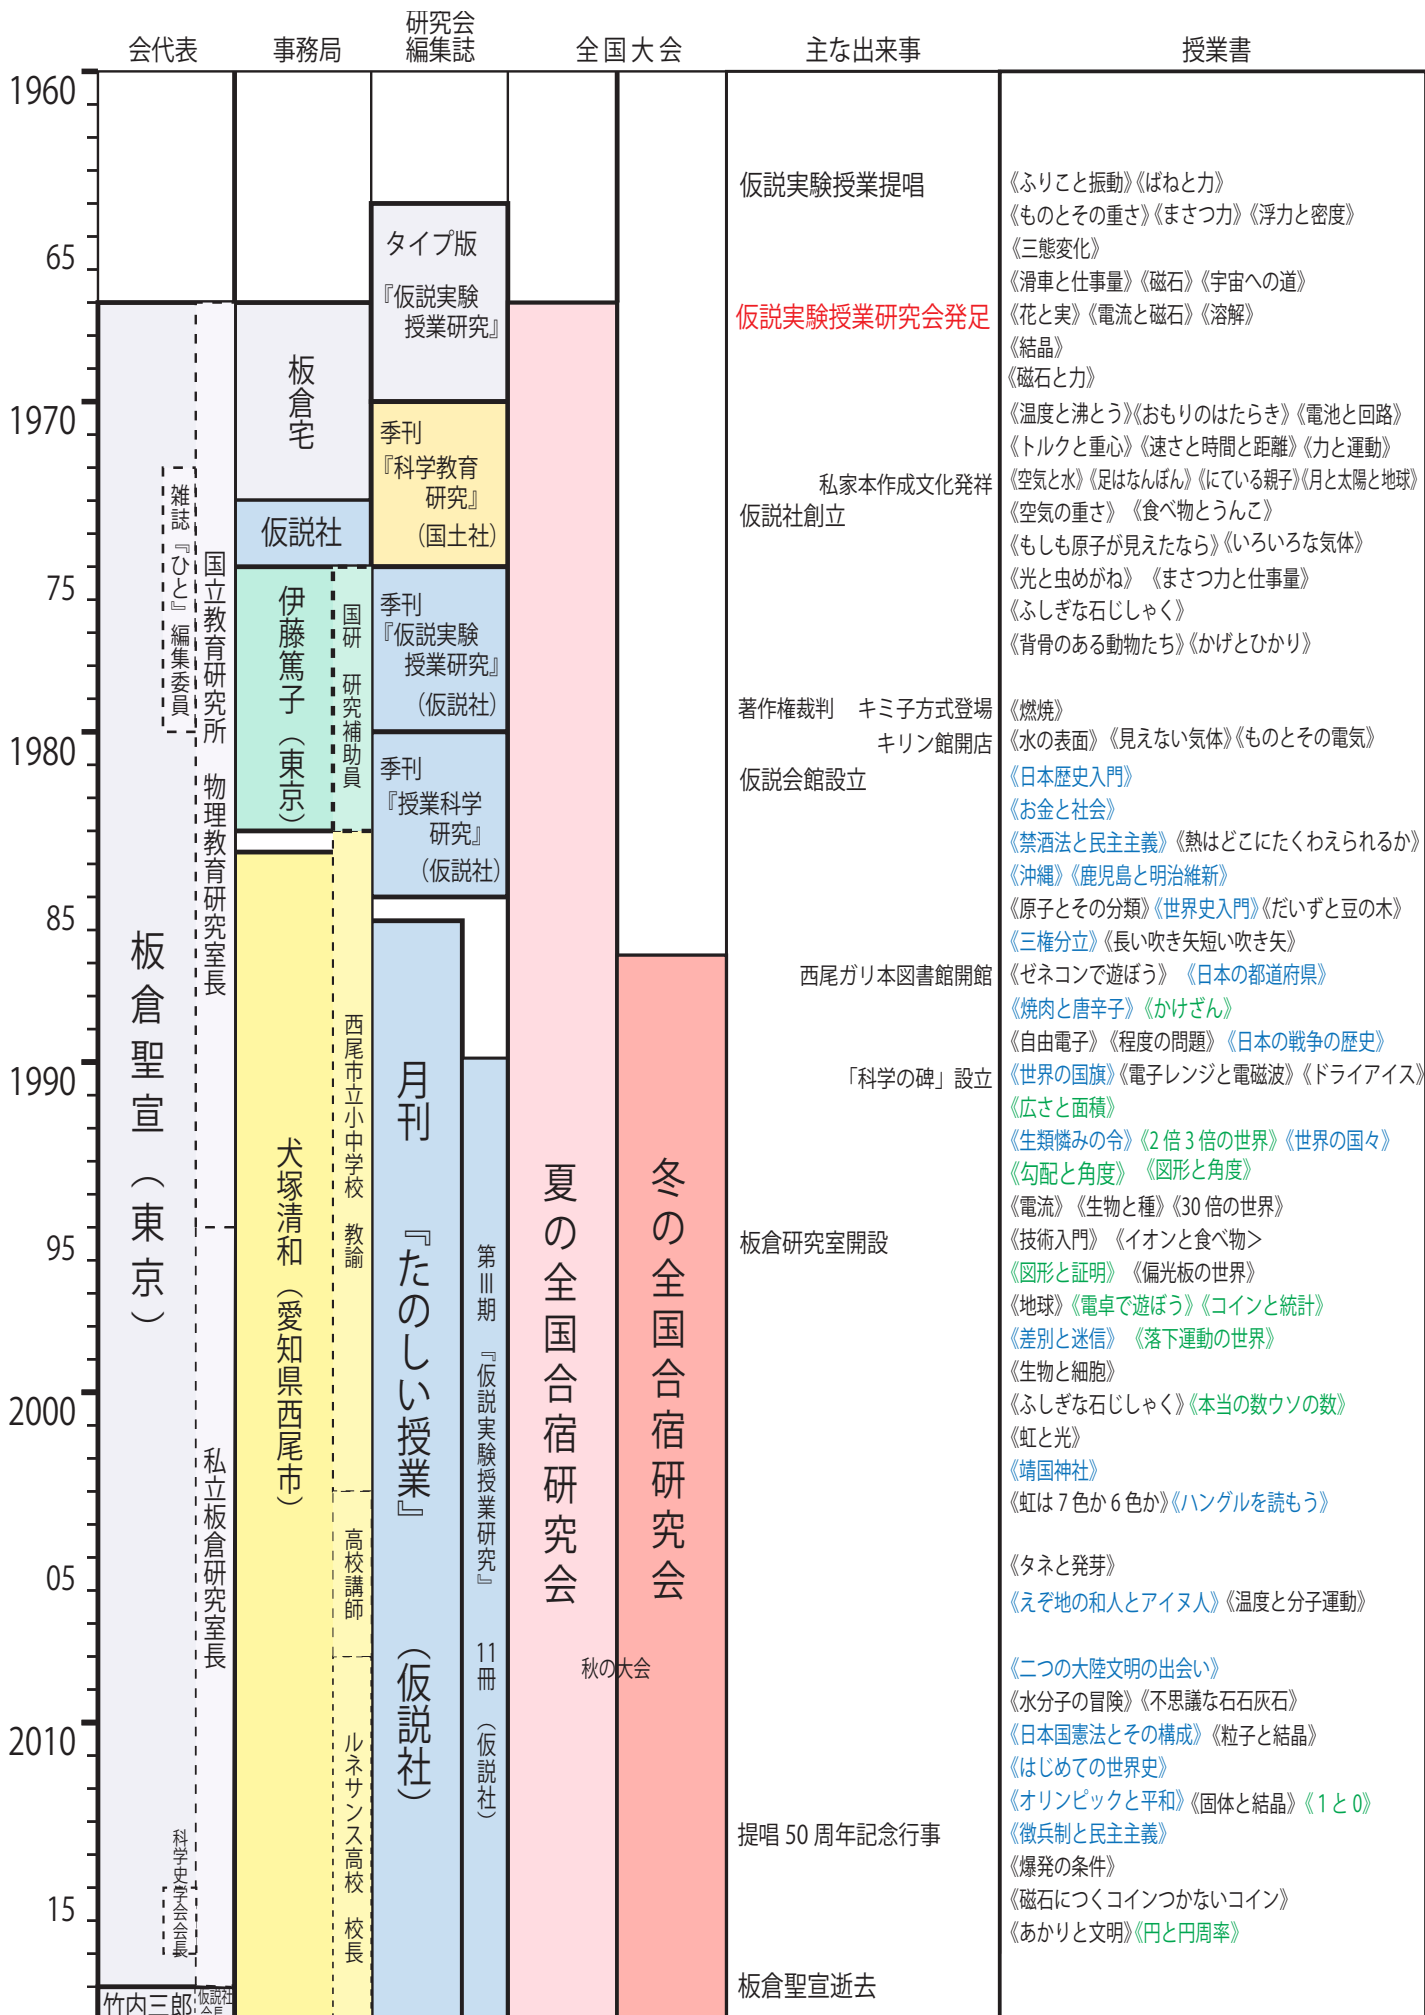 会代表
事務局
研究会
編集誌
全国大会
主な出来事
授業書
1960
65
1970
75
1980
85
1990
95
2000
05
2010
15
板倉聖宣（東京）
雑誌『ひと』編集委員
国立教育研究所 物理教育研究室長
私立板倉研究室長
科学史学会会長
竹内三郎
仮説社
会長
板倉宅
仮説社
伊藤篤子（東京）
国研 研究補助員
犬塚清和（愛知県西尾市）
西尾市立小中学校 教諭
高校講師
ルネサンス高校 校長
タイプ版
『仮説実験
授業研究』
季刊
『科学教育
研究』
（国土社）
季刊
『仮説実験
授業研究』
（仮説社）
季刊
『授業科学
研究』
（仮説社）
月刊 『たのしい授業』 （仮説社）
第Ⅲ期 『仮説実験授業研究』 11冊 （仮説社）
夏の全国合宿研究会
冬の全国合宿研究会
秋の大会
仮説実験授業提唱
仮説実験授業研究会発足
私家本作成文化発祥
仮説社創立
著作権裁判 キミ子方式登場
キリン館開店
仮説会館設立
西尾ガリ本図書館開館
「科学の碑」設立
板倉研究室開設
提唱 50 周年記念行事
板倉聖宣逝去
《ふりこと振動》《ばねと力》
《ものとその重さ》《まさつ力》《浮力と密度》
《三態変化》
《滑車と仕事量》《磁石》《宇宙への道》
《花と実》《電流と磁石》《溶解》
《結晶》
《磁石と力》
《温度と沸とう》《おもりのはたらき》《電池と回路》
《トルクと重心》《速さと時間と距離》《力と運動》
《空気と水》《足はなんぼん》《にている親子》《月と太陽と地球》
《空気の重さ》 《食べ物とうんこ》
《もしも原子が見えたなら》《いろいろな気体》
《光と虫めがね》 《まさつ力と仕事量》
《ふしぎな石じしゃく》
《背骨のある動物たち》《かげとひかり》
《燃焼》
《水の表面》《見えない気体》《ものとその電気》
《日本歴史入門》
《お金と社会》
《禁酒法と民主主義》《熱はどこにたくわえられるか》
《沖縄》《鹿児島と明治維新》
《原子とその分類》《世界史入門》《だいずと豆の木》
《三権分立》《長い吹き矢短い吹き矢》
《ゼネコンで遊ぼう》 《日本の都道府県》
《焼肉と唐辛子》《かけざん》
《自由電子》《程度の問題》《日本の戦争の歴史》
《世界の国旗》《電子レンジと電磁波》《ドライアイス》
《広さと面積》
《生類憐みの令》《2 倍 3 倍の世界》《世界の国々》
《勾配と角度》 《図形と角度》
《電流》《生物と種》《30 倍の世界》
《技術入門》 《イオンと食べ物＞
《図形と証明》 《偏光板の世界》
《地球》《電卓で遊ぼう》《コインと統計》
《差別と迷信》 《落下運動の世界》
《生物と細胞》
《ふしぎな石じしゃく》《本当の数ウソの数》
《虹と光》
《靖国神社》
《虹は 7 色か 6 色か》《ハングルを読もう》
《タネと発芽》
《えぞ地の和人とアイヌ人》《温度と分子運動》
《二つの大陸文明の出会い》
《水分子の冒険》《不思議な石石灰石》
《日本国憲法とその構成》《粒子と結晶》
《はじめての世界史》
《オリンピックと平和》《固体と結晶》《1 と 0》
《徴兵制と民主主義》
《爆発の条件》
《磁石につくコインつかないコイン》
《あかりと文明》《円と円周率》